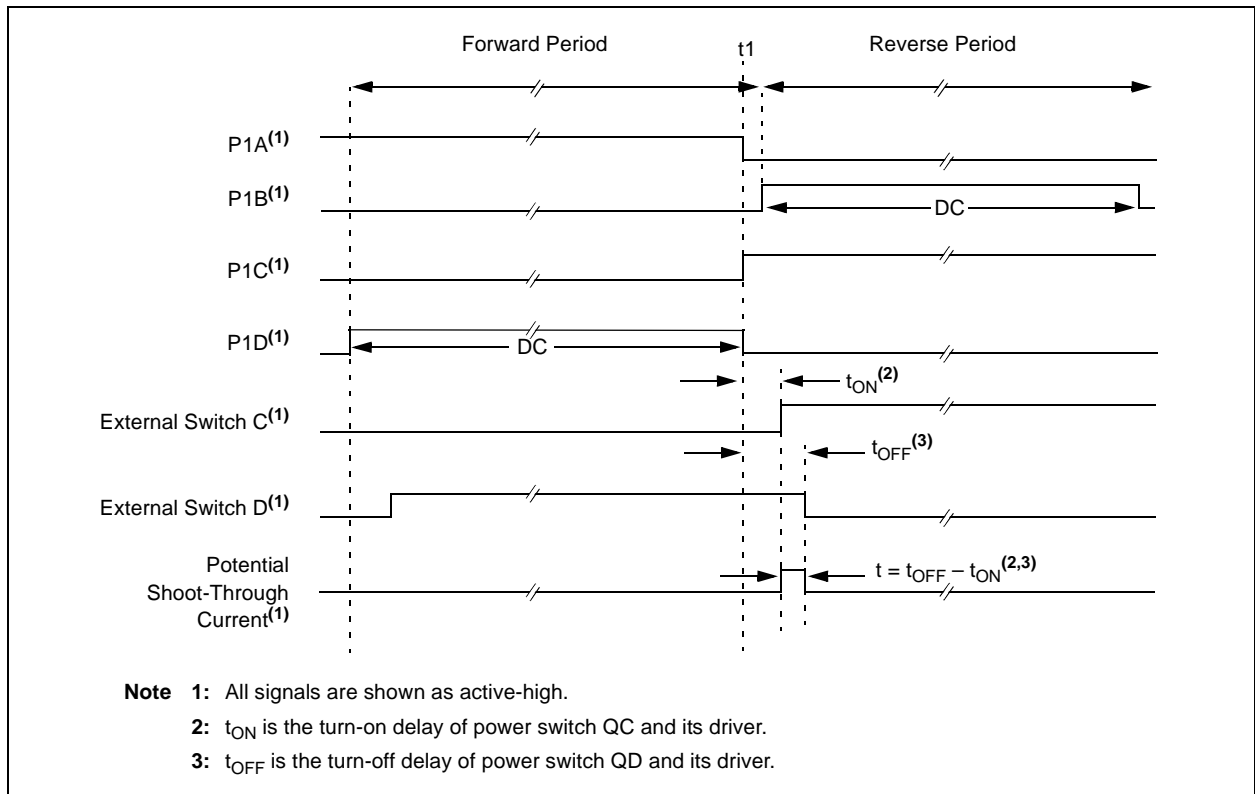 Forward Period
t1
Reverse Period
P1A(1)
P1B(1)
DC
P1C(1)
P1D(1)
DC
tON(2)
External Switch C(1)
tOFF(3)
External Switch D(1)
Potential
Shoot-Through
Current(1)
t = tOFF – tON(2,3)
Note 1: All signals are shown as active-high.
2: tON is the turn-on delay of power switch QC and its driver.
3: tOFF is the turn-off delay of power switch QD and its driver.